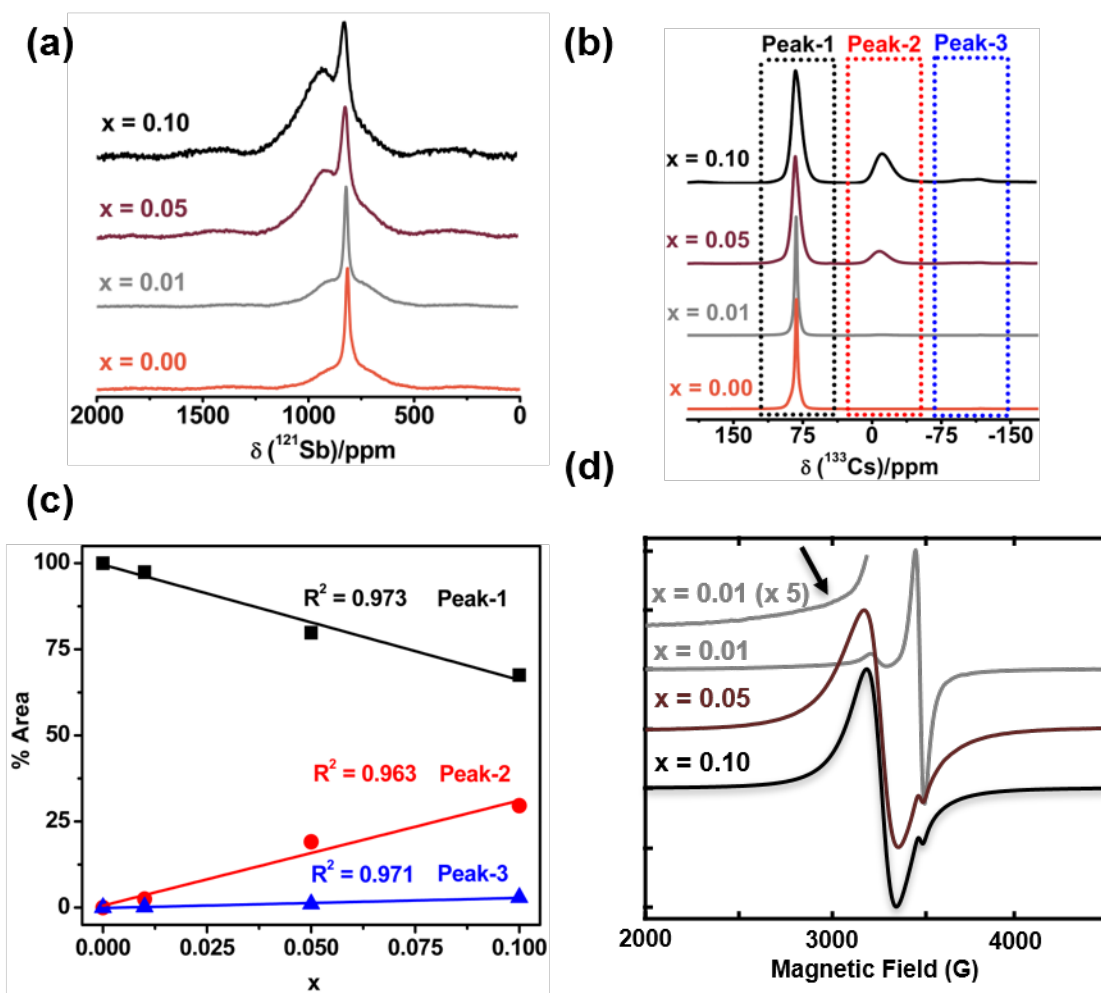 (a)
x = 0.10
x = 0.05
x = 0.01
x = 0.00
2000 1500 1000 500 0
δ (¹²¹Sb)/ppm
(b)
Peak-1 Peak-2 Peak-3
x = 0.10
x = 0.05
x = 0.01
x = 0.00
150 75 0 -75 -150
δ (¹³³Cs)/ppm
(c)
100
75
50
25
0
% Area
R² = 0.973 Peak-1
R² = 0.963 Peak-2
R² = 0.971 Peak-3
0.000 0.025 0.050 0.075 0.100
x
(d)
x = 0.01 (x 5)
x = 0.01
x = 0.05
x = 0.10
2000 3000 4000
Magnetic Field (G)